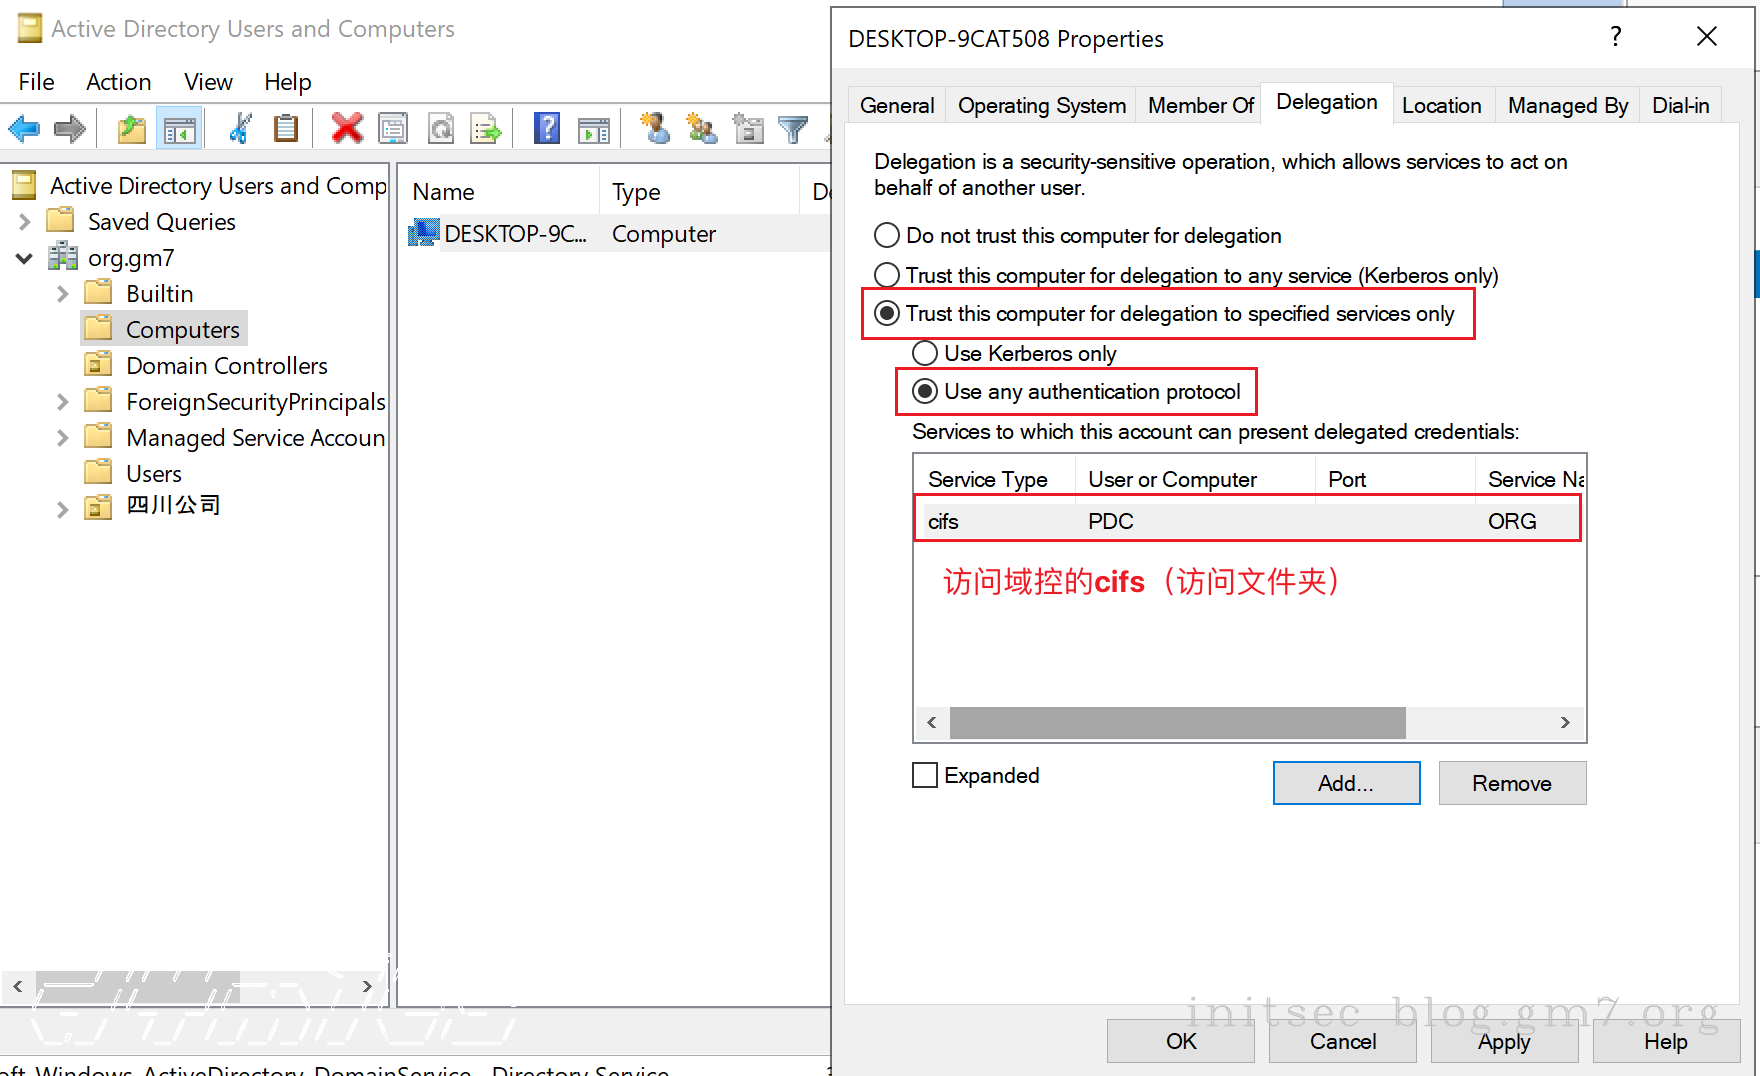 Active Directory Users and Computers
File Action View Help
Active Directory Users and Comp
Saved Queries
org.gm7
Builtin
Computers
Domain Controllers
ForeignSecurityPrincipals
Managed Service Accoun
Users
四川公司
Name Type De
DESKTOP-9C... Computer
DESKTOP-9CAT508 Properties
General Operating System Member Of Delegation Location Managed By Dial-in
Delegation is a security-sensitive operation, which allows services to act on
behalf of another user.
Do not trust this computer for delegation
Trust this computer for delegation to any service (Kerberos only)
Trust this computer for delegation to specified services only
Use Kerberos only
Use any authentication protocol
Services to which this account can present delegated credentials:
Service Type User or Computer Port Service Na
cifs PDC ORG
访问域控的cifs（访问文件夹）
Expanded
Add... Remove
initsec blog.gm7.org
OK Cancel Apply Help
oft-Windows-ActiveDirectory_DomainService Directory Service